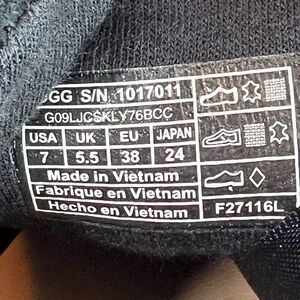 UGG S/N 1017011
G09LJCSKLY76BCC
USA UK EU JAPAN
7 5.5 38 24
Made in Vietnam
Fabrique en Vietnam
Hecho en Vietnam
F27116L